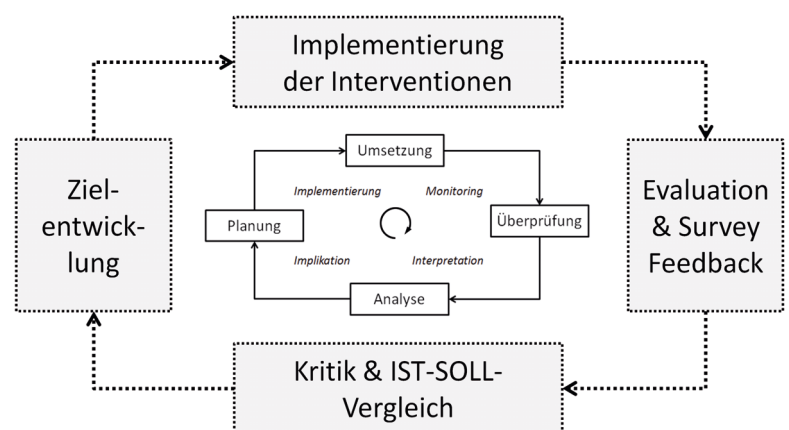 Implementierung
der Interventionen
Ziel-
entwick-
lung
Umsetzung
Implementierung
Monitoring
Planung
Überprüfung
Implikation
Interpretation
Analyse
Evaluation
& Survey
Feedback
Kritik & IST-SOLL-
Vergleich